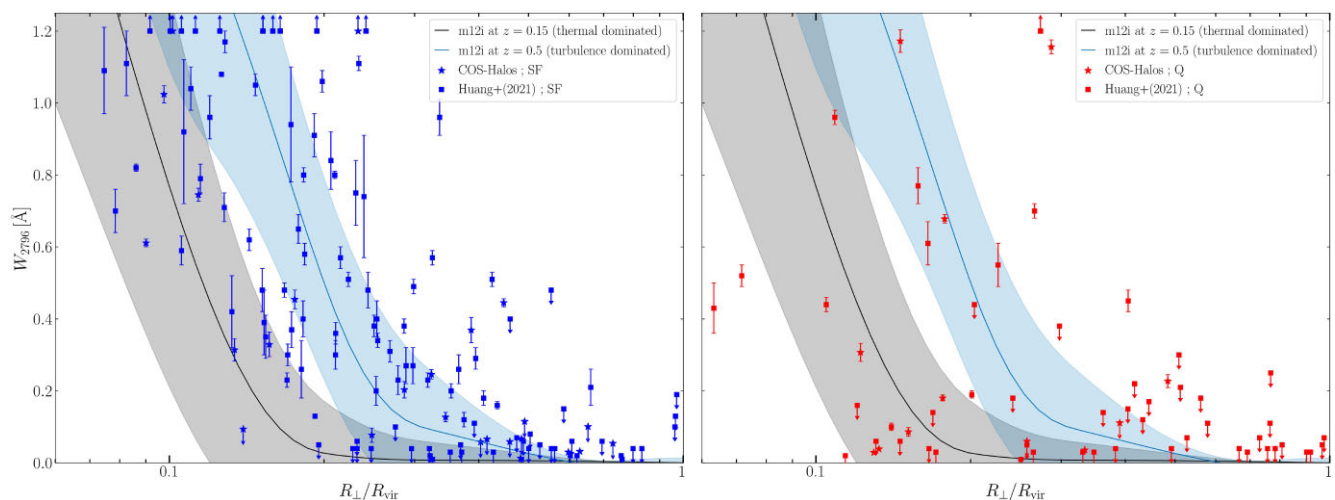 1.2
1.0
0.8
0.6
0.4
0.2
0.0
W₂₇₉₆ [Å]
m12i at z = 0.15 (thermal dominated)
m12i at z = 0.5 (turbulence dominated)
COS-Halos ; SF
Huang+(2021) ; SF
0.1
1
R⊥/Rvir
m12i at z = 0.15 (thermal dominated)
m12i at z = 0.5 (turbulence dominated)
COS-Halos ; Q
Huang+(2021) ; Q
0.1
1
R⊥/Rvir